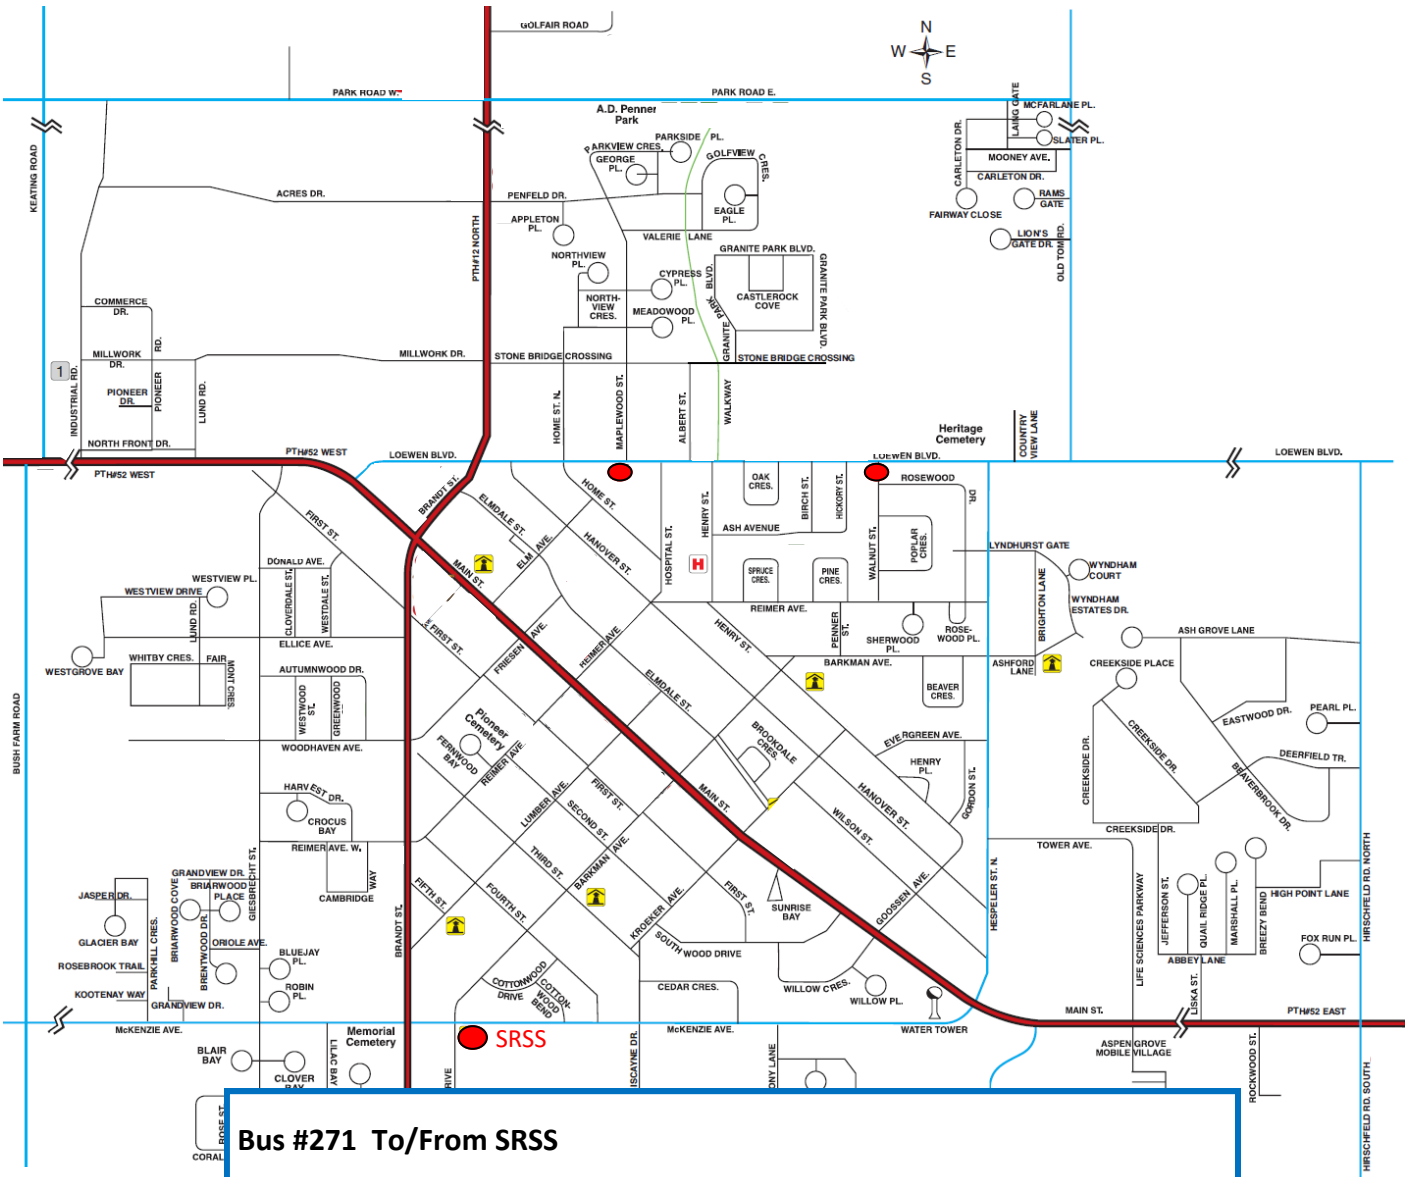 GOLFAIR ROAD
N
W E
S
PARK ROAD W.
PARK ROAD E.
A.D. Penner
Park
LAING GATE
MCFARLANE PL.
SLATER PL.
CARLETON DR.
MOONEY AVE.
CARLETON DR.
RAMS
GATE
FAIRWAY CLOSE
LION'S
GATE DR.
OLD TOM RD.
KEATING ROAD
ACRES DR.
PTH#12 NORTH
PENFELD DR.
PARKVIEW CRES.
PARKSIDE PL.
GEORGE
PL.
GOLFVIEW
CRES.
EAGLE
PL.
APPLETON
PL.
VALERIE LANE
NORTHVIEW
PL.
CYPRESS
PL.
NORTH-
VIEW
CRES.
MEADOWOOD
PL.
GRANITE PARK BLVD.
GRANITE PARK BLVD.
GRANITE PARK BLVD.
CASTLEROCK
COVE
COMMERCE
DR.
MILLWORK
DR.
PIONEER RD.
PIONEER
DR.
1
INDUSTRIAL RD.
LUND RD.
MILLWORK DR.
STONE BRIDGE CROSSING
STONE BRIDGE CROSSING
HOME ST. N.
MAPLEWOOD ST.
ALBERT ST.
WALKWAY
NORTH FRONT DR.
PTH#52 WEST
PTH#52 WEST
LOEWEN BLVD.
Heritage
Cemetery
COUNTRY
VIEW LANE
LOEWEN BLVD.
LOEWEN BLVD.
BRANDT ST.
ELMDALE ST.
HOME ST.
HANOVER ST.
ELM AVE.
FIRST ST.
MAIN ST.
HOSPITAL ST.
HENRY ST.
OAK
CRES.
BIRCH ST.
HICKORY ST.
ASH AVENUE
ROSEWOOD
DR.
WALNUT ST.
POPLAR
CRES.
H
SPRUCE
CRES.
PINE
CRES.
LYNDHURST GATE
WYNDHAM
COURT
WYNDHAM
ESTATES DR.
BRIGHTON LANE
DONALD AVE.
CLOVERDALE ST.
WESTDALE ST.
WESTVIEW PL.
WESTVIEW DRIVE
LUND RD.
ELLICE AVE.
WESTGROVE BAY
WHITBY CRES.
FAIR
MONT CRES.
AUTUMNWOOD DR.
WESTWOOD
ST.
GREENWOOD
WOODHAVEN AVE.
BUSH FARM ROAD
FIRST ST.
FRIESEN AVE.
REIMER AVE.
REIMER AVE.
HENRY ST.
PENNER
ST.
SHERWOOD
PL.
ROSE-
WOOD PL.
BARKMAN AVE.
ASHFORD
LANE
BEAVER
CRES.
ASH GROVE LANE
CREEKSIDE PLACE
CREEKSIDE DR.
CREEKSIDE DR.
CREEKSIDE DR.
EASTWOOD DR.
PEARL PL.
DEERFIELD TR.
BEAVERBROOK DR.
ELMDALE ST.
Pioneer
Cemetery
FERNWOOD
BAY
REIMER AVE.
BROOKDALE
CRES.
EVERGREEN AVE.
HENRY
PL.
GORDON ST.
HANOVER ST.
WILSON ST.
MAIN ST.
LUMBER AVE.
FIRST ST.
SECOND ST.
THIRD ST.
BARKMAN AVE.
HARVEST DR.
CROCUS
BAY
REIMER AVE. W.
CAMBRIDGE
WAY
GIESBRECHT ST.
BRANDT ST.
FIFTH ST.
FOURTH ST.
KROEKER AVE.
FIRST ST.
SUNRISE
BAY
GOOSSEN AVE.
HESPELER ST. N.
TOWER AVE.
LIFE SCIENCES PARKWAY
JEFFERSON ST.
QUAIL RIDGE PL.
MARSHALL PL.
BREEZY BEND
HIGH POINT LANE
HIRSCHFELD RD. NORTH
FOX RUN PL.
ABBEY LANE
LISKA ST.
GRANDVIEW DR.
BRIARWOOD
PLACE
BRIARWOOD COVE
JASPER DR.
GLACIER BAY
ORIOLE AVE.
BRENTWOOD DR.
PARKHILL CRES.
ROSEBROOK TRAIL
KOOTENAY WAY
GRANDVIEW DR.
BLUEJAY
PL.
ROBIN
PL.
SOUTH WOOD DRIVE
COTTONWOOD
DRIVE
COTTON-
WOOD
BEND
CEDAR CRES.
WILLOW CRES.
WILLOW PL.
WATER TOWER
MAIN ST.
PTH#52 EAST
McKENZIE AVE.
McKENZIE AVE.
Memorial
Cemetery
SRSS
BLAIR
BAY
CLOVER
LILAC BAY
RIVE
ISCAYNE DR.
ONY LANE
ASPEN GROVE
MOBILE VILLAGE
ROCKWOOD ST.
HIRSCHFELD RD. SOUTH
ROSE ST.
CORAL
Bus #271 To/From SRSS